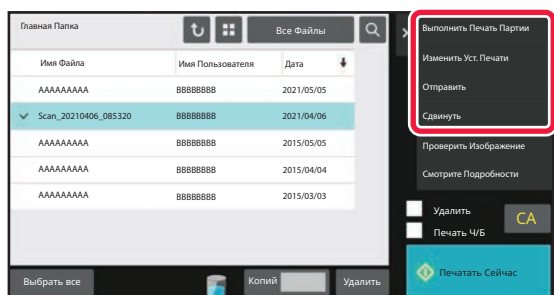 Главная Папка
Все Файлы
Имя Файла Имя Пользователя Дата
AAAAAAAAA BBBBBBBB 2021/05/05
Scan_20210406_085320 BBBBBBBB 2021/04/06
AAAAAAAAA BBBBBBBB 2015/05/05
AAAAAAAAA BBBBBBBB 2015/04/04
AAAAAAAAA BBBBBBBB 2015/03/03
Выбрать все
Копий
Удалить
Выполнить Печать Партии
Изменить Уст. Печати
Отправить
Сдвинуть
Проверить Изображение
Смотрите Подробности
Удалить
Печать Ч/Б
CA
Печатать Сейчас